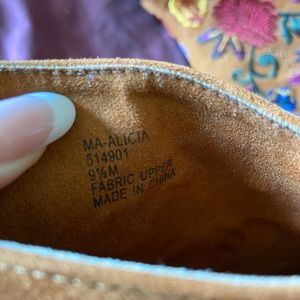 MA-ALICIA
514901
9½M
FABRIC UPPER
MADE IN CHINA